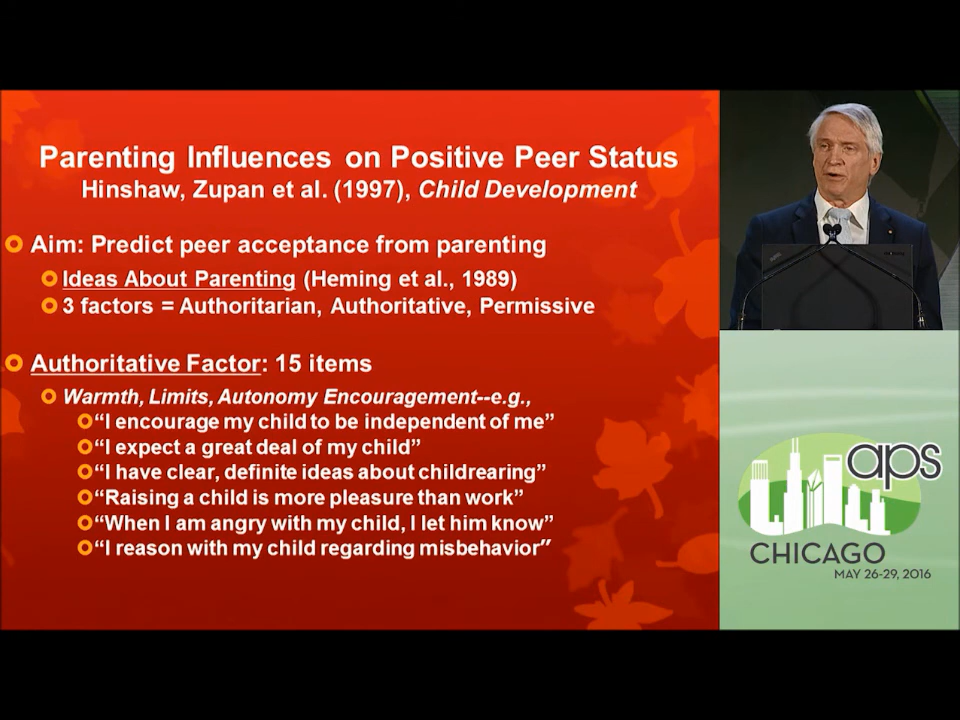 Parenting Influences on Positive Peer Status
Hinshaw, Zupan et al. (1997), Child Development
Aim: Predict peer acceptance from parenting
Ideas About Parenting (Heming et al., 1989)
3 factors = Authoritarian, Authoritative, Permissive
Authoritative Factor: 15 items
Warmth, Limits, Autonomy Encouragement--e.g.,
“I encourage my child to be independent of me”
“I expect a great deal of my child”
“I have clear, definite ideas about childrearing”
“Raising a child is more pleasure than work”
“When I am angry with my child, I let him know”
“I reason with my child regarding misbehavior”
aps
CHICAGO
MAY 26-29, 2016